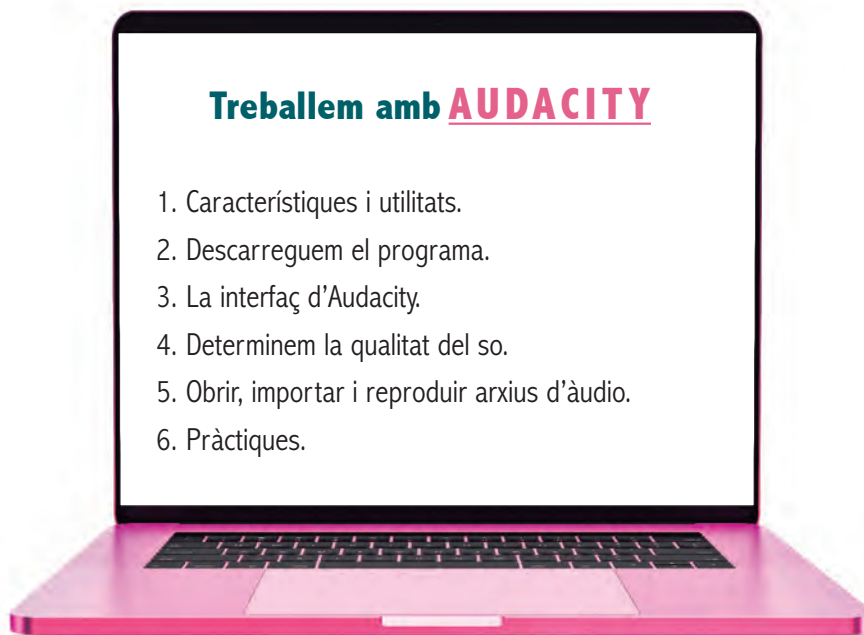 Treballem amb AUDACITY
1. Característiques i utilitats.
2. Descarreguem el programa.
3. La interfaç d’Audacity.
4. Determinem la qualitat del so.
5. Obrir, importar i reproduir arxius d’àudio.
6. Pràctiques.